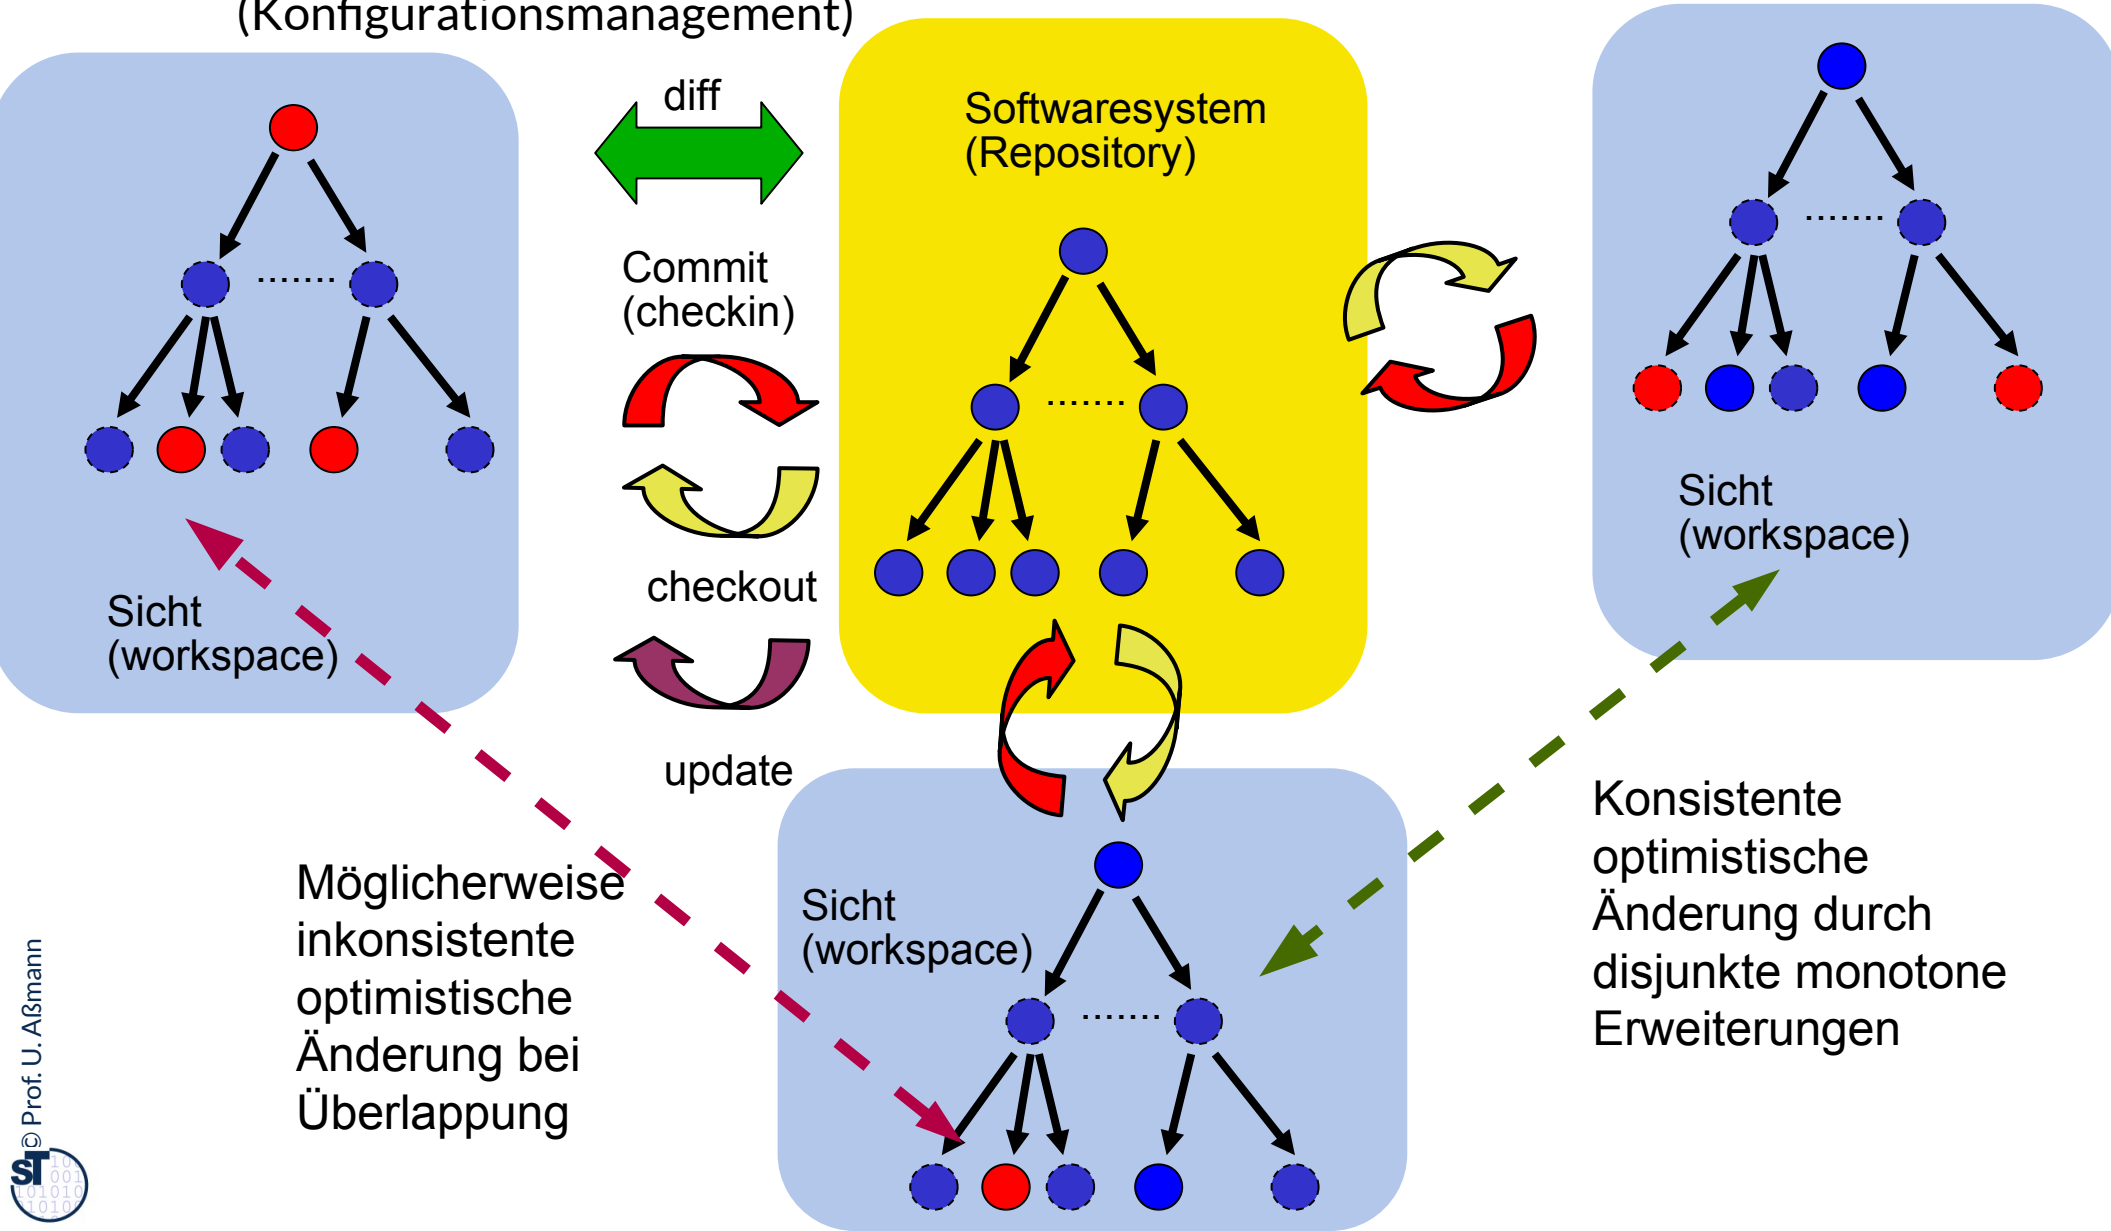 (Konfigurationsmanagement)
diff
Softwaresystem
(Repository)
Commit
(checkin)
checkout
update
Sicht
(workspace)
Sicht
(workspace)
Sicht
(workspace)
Möglicherweise
inkonsistente
optimistische
Änderung bei
Überlappung
Konsistente
optimistische
Änderung durch
disjunkte monotone
Erweiterungen
© Prof. U. Aßmann
ST